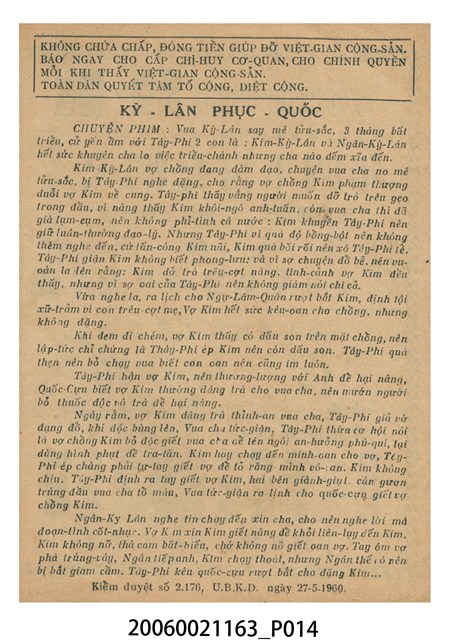 KHÔNG CHỨA CHẤP, ĐÓNG TIỀN GIÚP ĐỠ VIỆT-GIAN CỘNG-SẢN.
BÁO NGAY CHO CẤP CHỈ-HUY CƠ-QUAN, CHO CHÍNH QUYỀN
MỖI KHI THẤY VIỆT-GIAN CỘNG-SẢN.
TOÀN DÂN QUYẾT TÂM TỐ CỘNG, DIỆT CỘNG.
KỲ - LÂN PHỤC - QUỐC
CHUYỆN PHIM : Vua Kỳ-Lân say mê tửu-sắc, 3 tháng bất
triều, cứ yến ẩm với Tây-Phi 2 con là : Kim-Kỳ-Lân và Ngân-Kỳ-Lân
hết sức khuyên cha lo việc triều-chánh nhưng cha nào đếm xỉa đến.
Kim Kỳ-Lân vợ chồng đang đàm đạo, chuyện vua cha no mê
tửu-sắc, bị Tây-Phi nghe đặng, cho rằng vợ chồng Kim phạm thượng
đuổi vợ Kim về cung. Tây-phi thấy vắng người muốn dở trò trêu gẹo
trong đầu, vì nàng thấy Kim khôi-ngô anh-tuấn, còn vua cha thì đã
già lụm-cụm, nên không phỉ-tình cá nước : Kim khuyên Tây-Phi nên
giữ luân-thường đạo-lý. Nhưng Tây-Phi vì quá độ bồng-bột nên không
thèm nghe đến, cứ tấn-công Kim mãi, Kim quá bối rối nên xô Tây-Phi té.
Tây-Phi giận Kim không biết phong-lưu: và vì sợ chuyện đồ bể, nên vu-
oan la lên rằng: Kim dở trò trêu-cợt nàng. tình-cảnh vợ Kim đều
thấy, nhưng vì sợ oai của Tây-Phi nên không giám nói chi cả.
Vừa nghe la, ra lịch cho Ngự-Lâm-Quân rượt bắt Kim, định tội
xử-trảm vì con trêu-cợt mẹ, Vợ Kim hết sức kêu-oan cho chồng, nhưng
không đặng.
Khi đem đi chém, vợ Kim thấy có dấu son trên mặt chồng, nên
lập-tức chỉ chứng là Thây-Phi ép Kim nên còn dấu son. Tây-Phi quá
thẹn nên bỏ chạy vua biết con oan nên cũng im luôn.
Tây-Phi hận vợ Kim, nên thương-lượng với Anh để hại nàng,
Quốc-Cựu biết vợ Kim thường dâng trà cho vua cha, nên mướn người
bỏ thuốc độc vô trà để hại nàng.
Ngày rằm, vợ Kim dâng trà thỉnh-an vua cha, Tây-Phi giả vờ
đụng đồ, khi độc bùng lên, Vua cha tức-giận, Tây-Phi thừa cơ hội nói
là vợ chồng Kim bỏ độc giết vua cha để lên ngôi an-hưởng phú-quí, lại
dùng hình phạt để tra-tấn. Kim hay chạy đến minh-oan cho vợ, Tây-
Phi ép chàng phải tự-tay giết vợ để tỏ rằng mình vô-an. Kim không
chịu. Tây-Phi định ra tay giết vợ Kim, hai bên giành-giựt cán gươm
trúng đầu vua cha tố máu, Vua tức-giận ra lịnh cho quốc-cựu giết vợ
chồng Kim.
Ngân-Ky Lân nghe tin chạy đến xin cha, cho nên nghe lời mà
đoạn-tình cốt-nhục. Vợ Kim xin Kim giết nàng để khỏi liên-lụy đến Kim.
Kim không nỡ, thà cam bất-hiếu, chớ không nỡ giết oan vợ. Tay ôm vợ
phá trùng-vây, Ngân tiếp anh, Kim chạy thoát, nhưng Ngân thế cô nên
bị bắt giam cầm. Tây-Phi kêu quốc-cựu rượt bắt cho đặng Kim...
Kiểm duyệt số 2.176, U.B.K.D. ngày 27-5-1960.
20060021163_P014